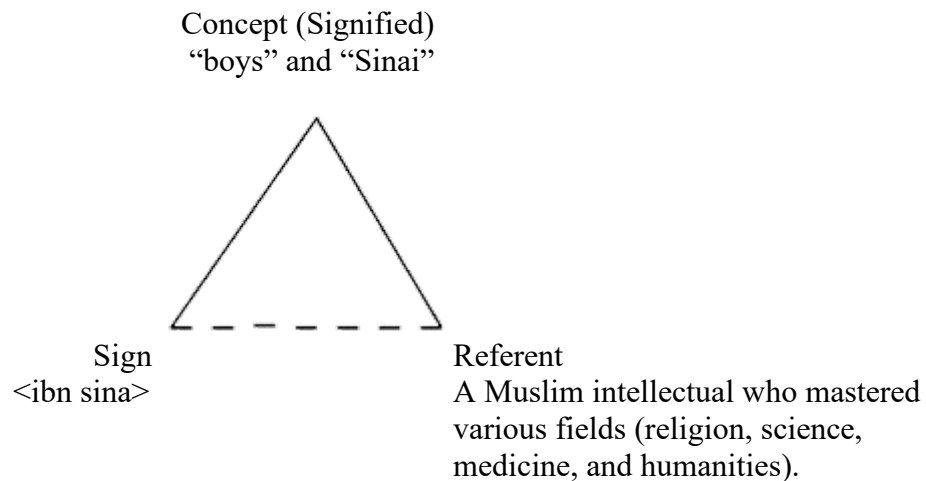 Concept (Signified)
“boys” and “Sinai”
Sign
<ibn sina>
Referent
A Muslim intellectual who mastered
various fields (religion, science,
medicine, and humanities).